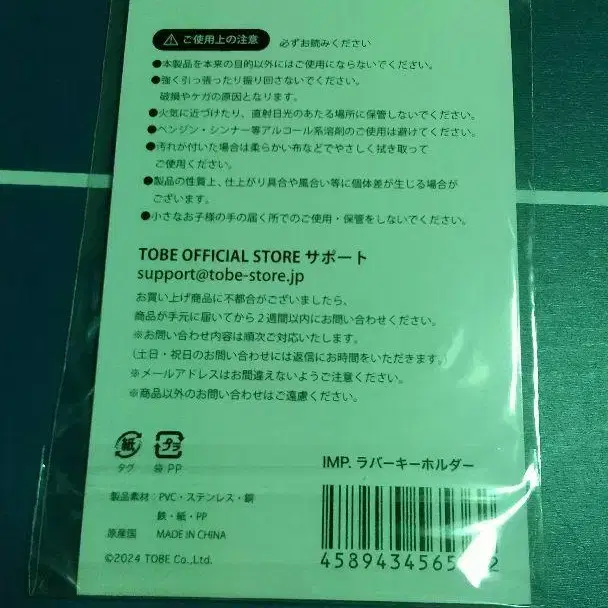 ご使用上の注意 必ずお読みください
●本製品を本来の目的以外にはご使用にならないでください。
●強く引っ張ったり振り回さないでください。
破損やケガの原因となります。
●火気に近づけたり、直射日光のあたる場所に保管しないでください。
●ベンジン・シンナー等アルコール系溶剤のご使用は避けてください。
●汚れが付いた場合は柔らかい布などでやさしく拭き取って
ご使用ください。
●製品の性質上、仕上がり具合や風合い等に個体差が生じる場合が
ございます。
●小さなお子様の手の届く所でのご使用・保管をしないでください。
TOBE OFFICIAL STORE サポート
support@tobe-store.jp
お買い上げ商品に不都合がございましたら、
商品が手元に届いてから2週間以内にお問い合わせください。
※お問い合わせ内容は順次ご対応いたします。
(土日・祝日のお問い合わせには返信にお時間をいただきます
※メールアドレスはお間違えないようご注意ください。
※商品以外のお問い合わせはご遠慮ください。
紙 プラ
タグ 袋 PP
IMP. ラバーキーホルダー
製品素材:PVC・ステンレス・銅
鉄・紙・PP
原産国 MADE IN CHINA
©2024 TOBE Co.,Ltd.